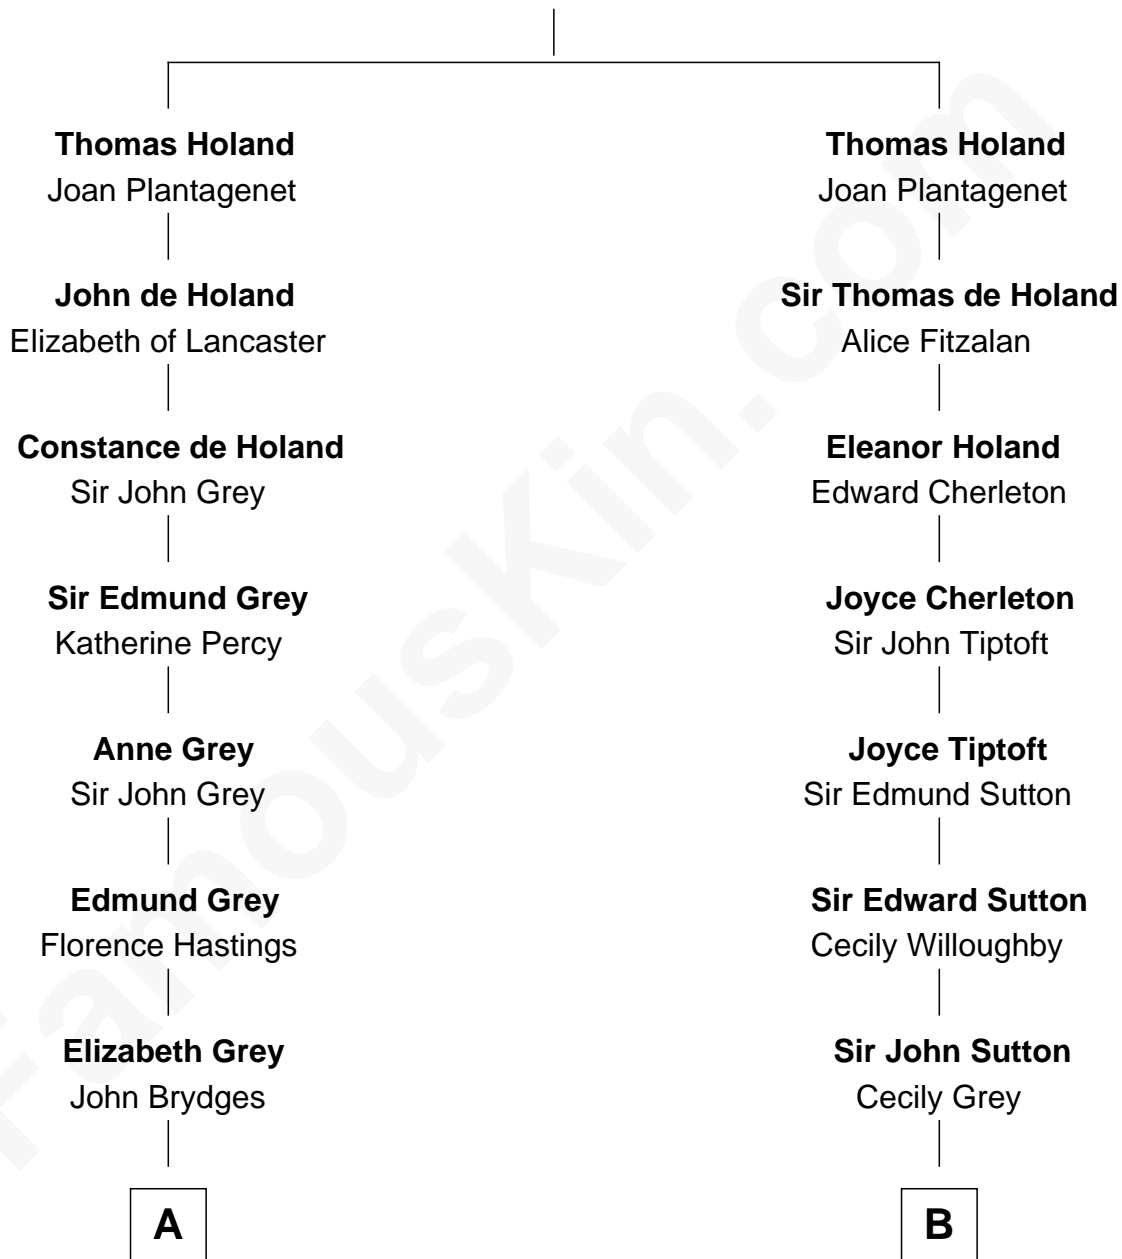 Thomas Holand
Joan Plantagenet
John de Holand
Elizabeth of Lancaster
Constance de Holand
Sir John Grey
Sir Edmund Grey
Katherine Percy
Anne Grey
Sir John Grey
Edmund Grey
Florence Hastings
Elizabeth Grey
John Brydges
A
Thomas Holand
Joan Plantagenet
Sir Thomas de Holand
Alice Fitzalan
Eleanor Holand
Edward Cherleton
Joyce Cherleton
Sir John Tiptoft
Joyce Tiptoft
Sir Edmund Sutton
Sir Edward Sutton
Cecily Willoughby
Sir John Sutton
Cecily Grey
B
FamousKin.com